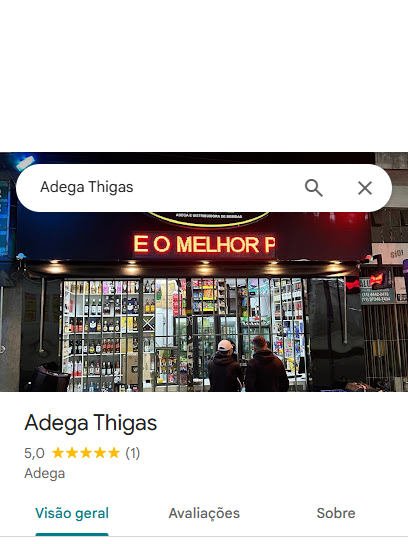 Adega Thigas
ADEGA E DISTRIBUIDORA DE BEBIDAS
E O MELHOR P
Adega Thigas
5,0 (1)
Adega
Visão geral Avaliações Sobre